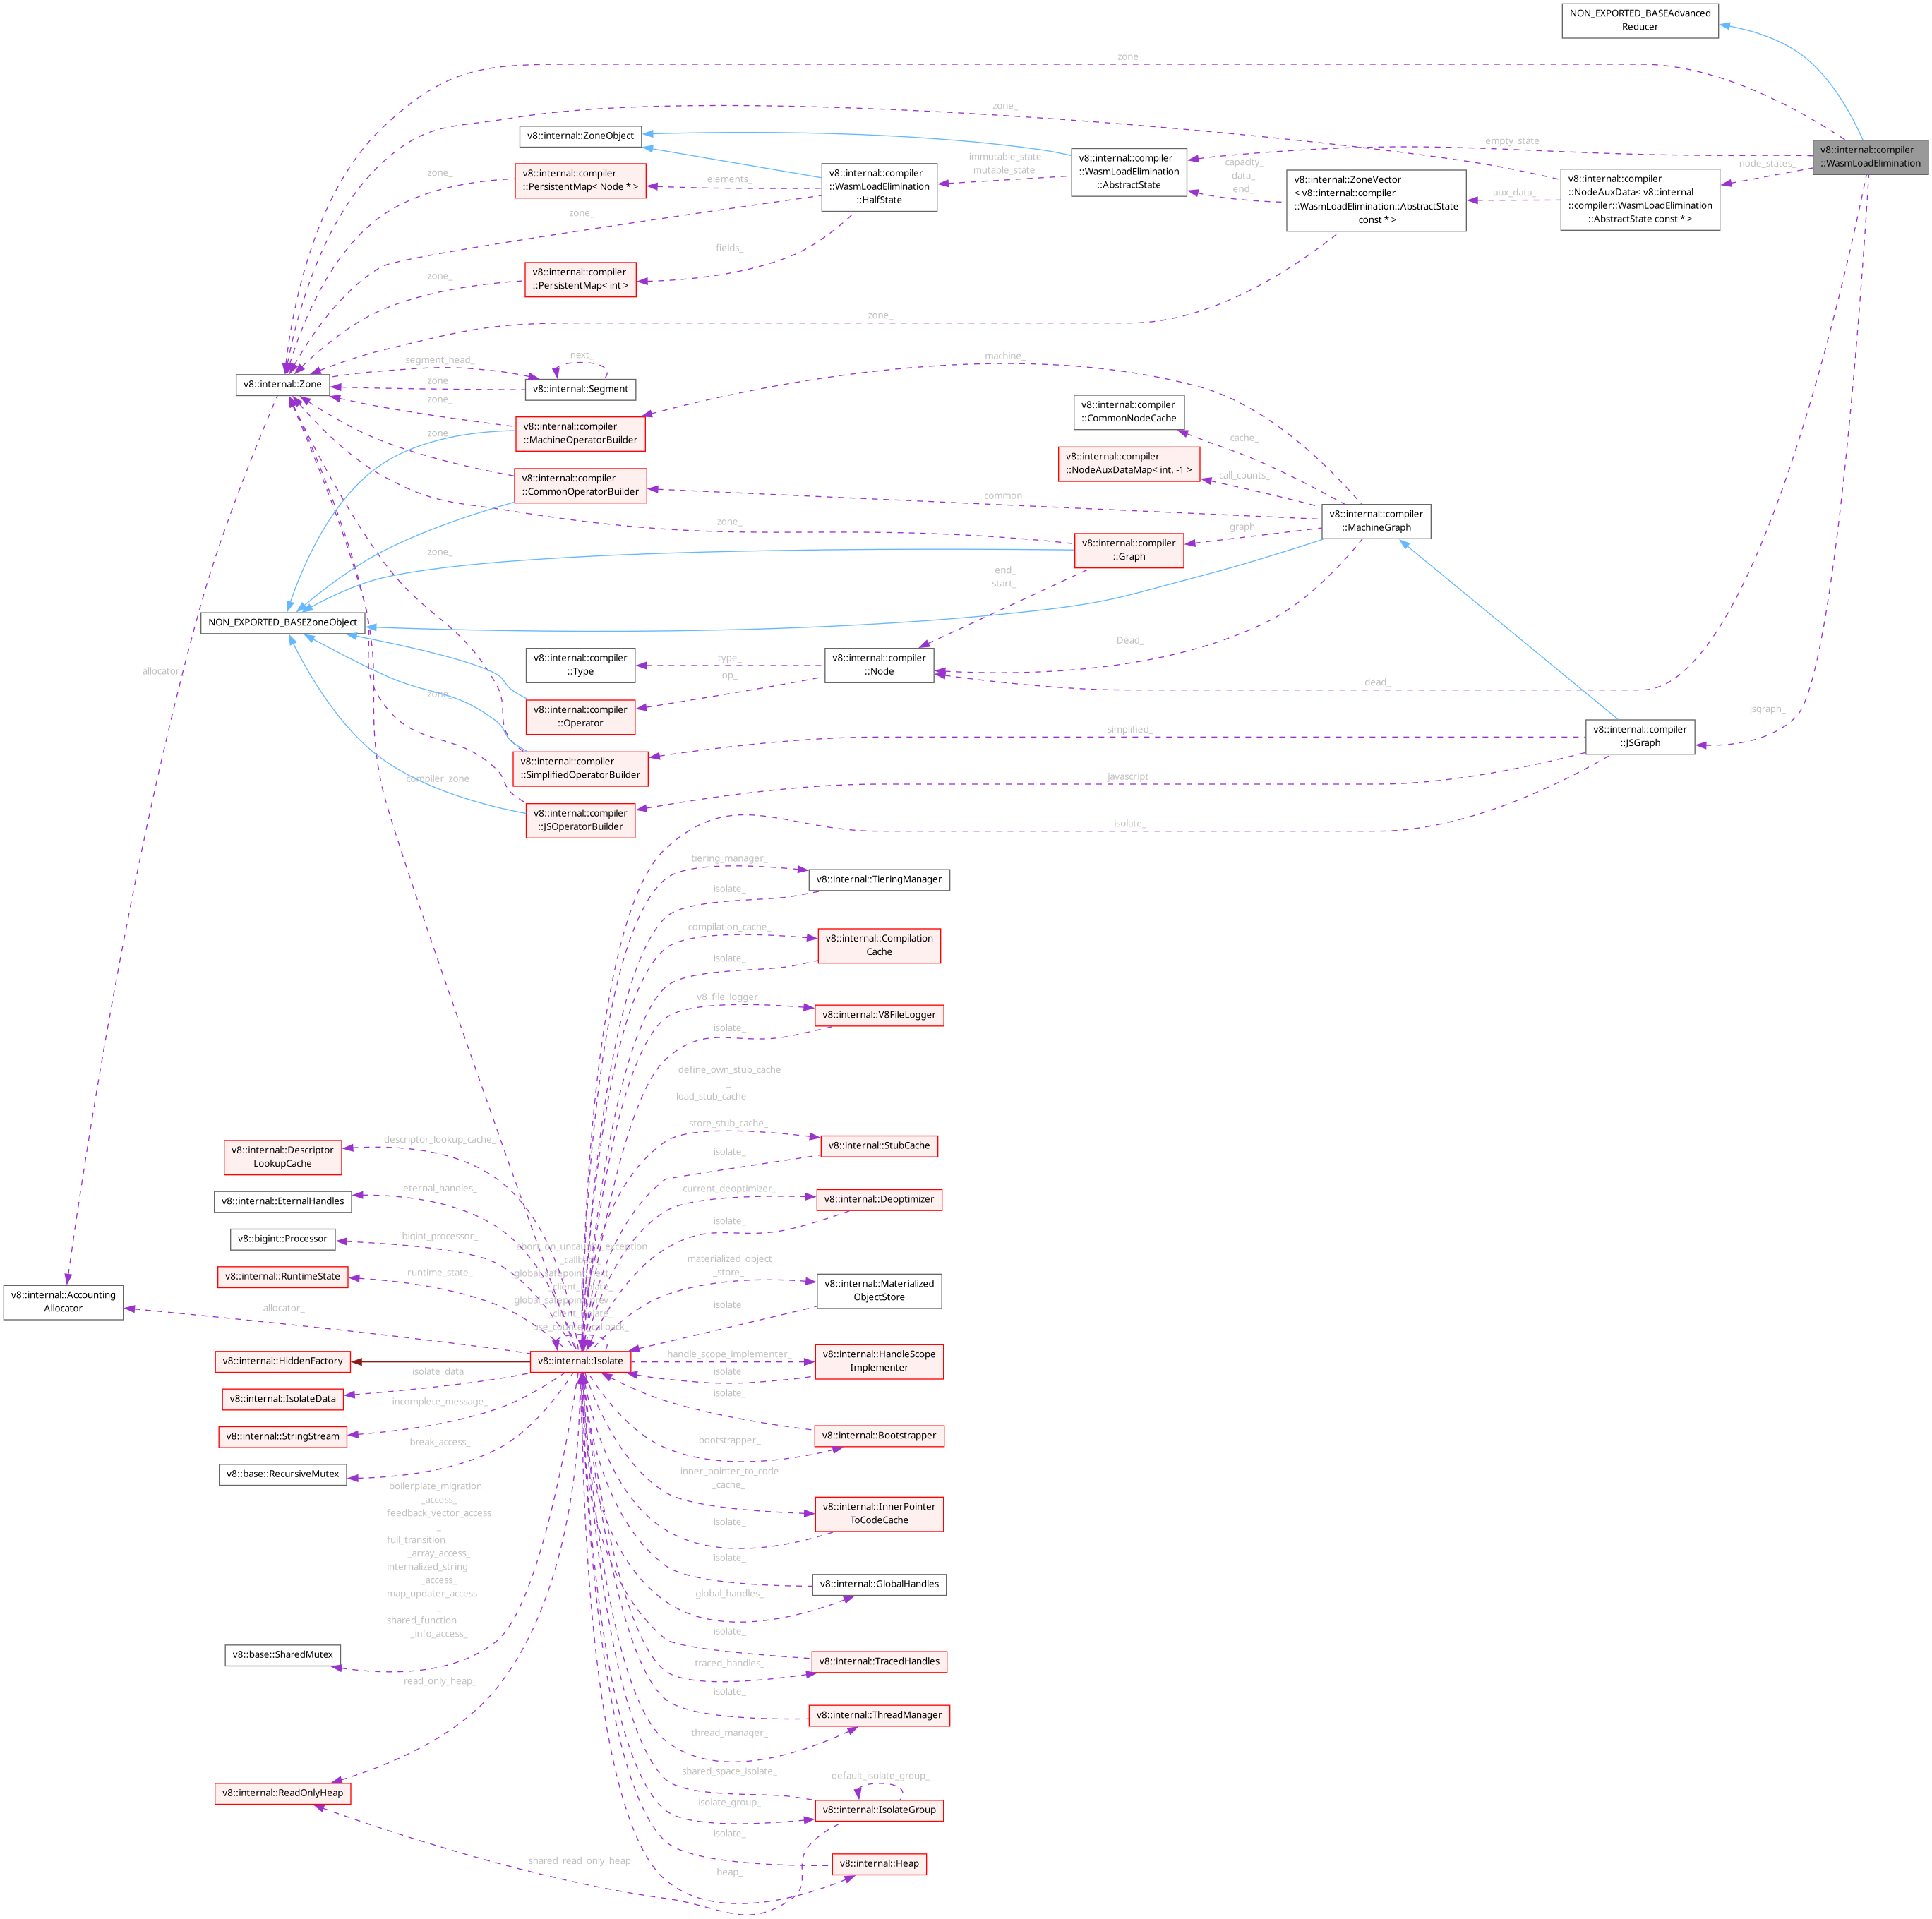 NON_EXPORTED_BASEAdvanced
Reducer
zone_
zone_
v8::internal::ZoneObject
empty_state_
v8::internal::compiler
::WasmLoadElimination
immutable_state
mutable_state
v8::internal::compiler
::WasmLoadElimination
::AbstractState
node_states_
capacity_
data_
end_
v8::internal::compiler
::PersistentMap< Node * >
zone_
elements_
v8::internal::compiler
::WasmLoadElimination
::HalfState
v8::internal::ZoneVector
< v8::internal::compiler
::WasmLoadElimination::AbstractState
const * >
aux_data_
v8::internal::compiler
::NodeAuxData< v8::internal
::compiler::WasmLoadElimination
::AbstractState const * >
zone_
fields_
v8::internal::compiler
::PersistentMap< int >
zone_
zone_
v8::internal::Zone
segment_head_
zone_
next_
v8::internal::Segment
machine_
zone_
v8::internal::compiler
::MachineOperatorBuilder
v8::internal::compiler
::CommonNodeCache
cache_
zone_
v8::internal::compiler
::NodeAuxDataMap< int, -1 >
call_counts_
v8::internal::compiler
::CommonOperatorBuilder
common_
v8::internal::compiler
::MachineGraph
zone_
graph_
zone_
v8::internal::compiler
::Graph
end_
start_
NON_EXPORTED_BASEZoneObject
Dead_
allocator_
v8::internal::compiler
::Type
type_
op_
v8::internal::compiler
::Node
dead_
zone_
v8::internal::compiler
::Operator
jsgraph_
v8::internal::compiler
::SimplifiedOperatorBuilder
simplified_
v8::internal::compiler
::JSGraph
compiler_zone_
v8::internal::compiler
::JSOperatorBuilder
javascript_
isolate_
tiering_manager_
v8::internal::TieringManager
isolate_
compilation_cache_
v8::internal::Compilation
Cache
isolate_
v8_file_logger_
v8::internal::V8FileLogger
isolate_
define_own_stub_cache
_
load_stub_cache
_
store_stub_cache_
v8::internal::StubCache
isolate_
descriptor_lookup_cache_
v8::internal::Descriptor
LookupCache
eternal_handles_
v8::internal::EternalHandles
current_deoptimizer_
v8::internal::Deoptimizer
isolate_
v8::bigint::Processor
bigint_processor_
abort_on_uncaught_exception
_callback_
global_safepoint_next
_client_isolate_
global_safepoint_prev
_client_isolate_
use_counter_callback_
v8::internal::RuntimeState
runtime_state_
materialized_object
_store_
v8::internal::Materialized
ObjectStore
isolate_
v8::internal::Accounting
Allocator
allocator_
v8::internal::HiddenFactory
v8::internal::Isolate
handle_scope_implementer_
v8::internal::HandleScope
Implementer
isolate_
v8::internal::IsolateData
isolate_data_
incomplete_message_
v8::internal::StringStream
isolate_
bootstrapper_
v8::internal::Bootstrapper
break_access_
v8::base::RecursiveMutex
inner_pointer_to_code
_cache_
v8::internal::InnerPointer
ToCodeCache
isolate_
boilerplate_migration
_access_
feedback_vector_access
_
full_transition
_array_access_
internalized_string
_access_
map_updater_access
_
shared_function
_info_access_
v8::base::SharedMutex
isolate_
global_handles_
v8::internal::GlobalHandles
isolate_
traced_handles_
v8::internal::TracedHandles
read_only_heap_
isolate_
thread_manager_
v8::internal::ThreadManager
v8::internal::ReadOnlyHeap
shared_space_isolate_
isolate_group_
default_isolate_group_
v8::internal::IsolateGroup
shared_read_only_heap_
isolate_
heap_
v8::internal::Heap